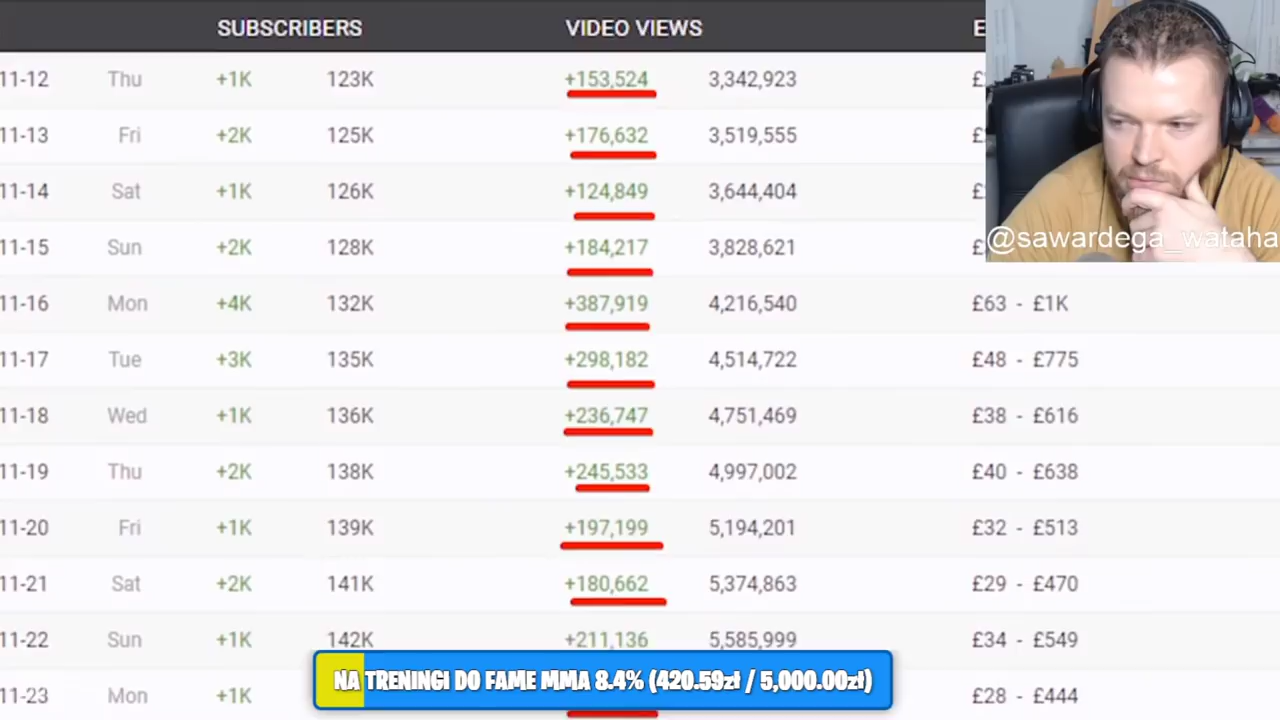 SUBSCRIBERS VIDEO VIEWS E
11-12 Thu +1K 123K +153,524 3,342,923 £
11-13 Fri +2K 125K +176,632 3,519,555 £
11-14 Sat +1K 126K +124,849 3,644,404 £
11-15 Sun +2K 128K +184,217 3,828,621 £
@sawardega_wataha
11-16 Mon +4K 132K +387,919 4,216,540 £63 - £1K
11-17 Tue +3K 135K +298,182 4,514,722 £48 - £775
11-18 Wed +1K 136K +236,747 4,751,469 £38 - £616
11-19 Thu +2K 138K +245,533 4,997,002 £40 - £638
11-20 Fri +1K 139K +197,199 5,194,201 £32 - £513
11-21 Sat +2K 141K +180,662 5,374,863 £29 - £470
11-22 Sun +1K 142K +211,136 5,585,999 £34 - £549
11-23 Mon +1K £28 - £444
NA TRENINGI DO FAME MMA 8.4% (420.59zł / 5,000.00zł)